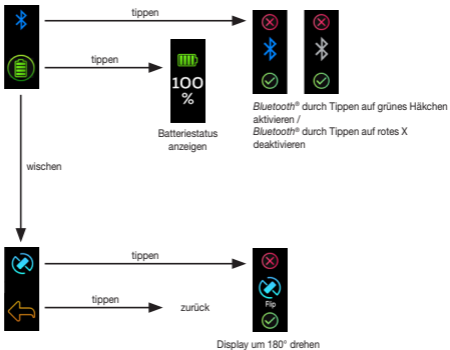 tippen
tippen
100
%
Batteriestatus
anzeigen
Bluetooth® durch Tippen auf grünes Häkchen
aktivieren /
Bluetooth® durch Tippen auf rotes X
deaktivieren
wischen
tippen
tippen
zurück
Flip
Display um 180° drehen